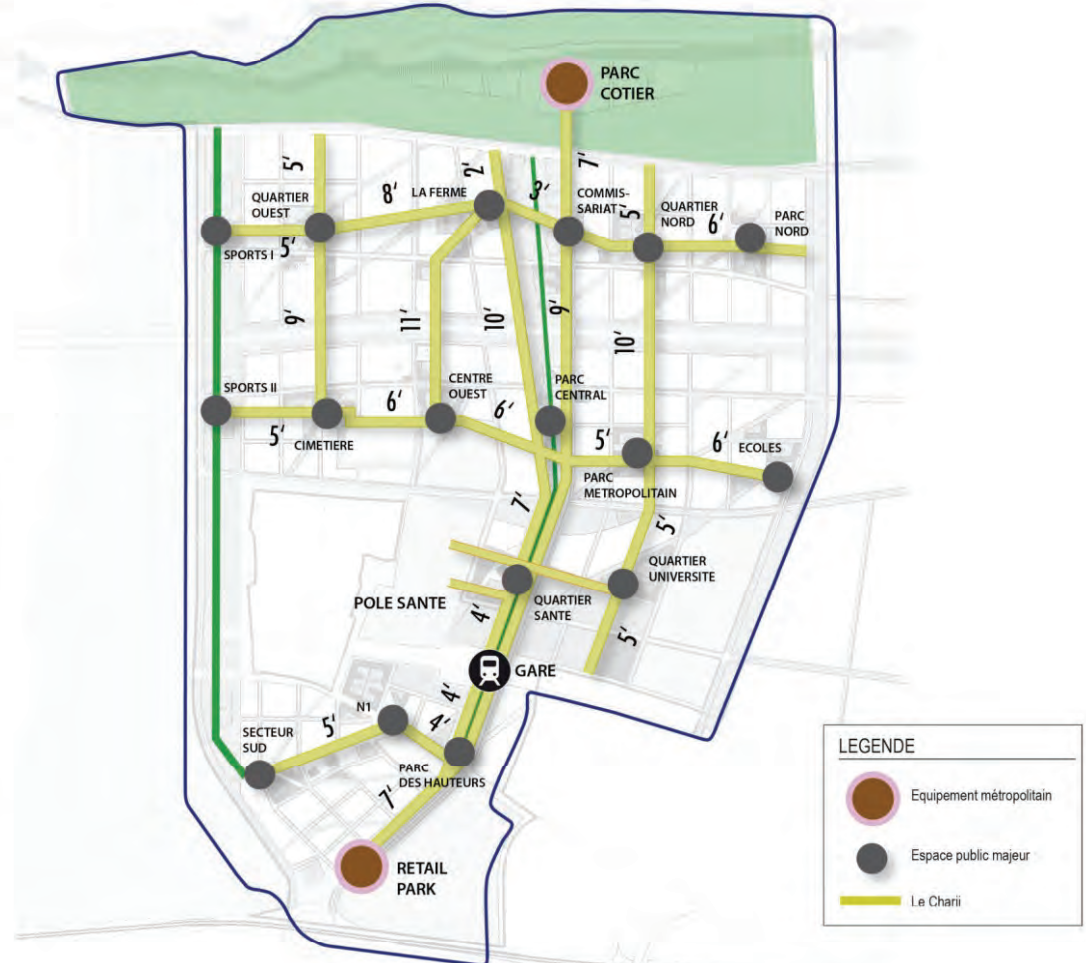 PARC
COTIER
5'
8'
LA FERME
2'
3'
7'
COMMIS-
SARIAT
5'
QUARTIER
NORD
6'
PARC
NORD
QUARTIER
OUEST
SPORTS I
5'
9'
11'
10'
9'
10'
SPORTS II
5'
CIMETIERE
6'
CENTRE
OUEST
6'
PARC
CENTRAL
5'
PARC
METROPOLITAIN
6'
ECOLES
7'
5'
QUARTIER
UNIVERSITE
POLE SANTE
4'
QUARTIER
SANTE
5'
GARE
4'
N1
4'
SECTEUR
SUD
5'
PARC
DES HAUTEURS
7'
RETAIL
PARK
LEGENDE
Equipement métropolitain
Espace public majeur
Le Charii